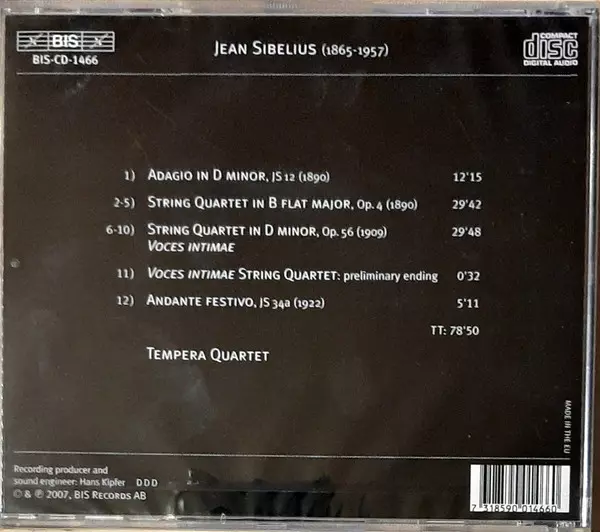 BIS
BIS-CD-1466
JEAN SIBELIUS (1865-1957)
COMPACT
disc
DIGITAL AUDIO
1) ADAGIO IN D MINOR, JS 12 (1890) 12'15
2-5) STRING QUARTET IN B FLAT MAJOR, Op. 4 (1890) 29'42
6-10) STRING QUARTET IN D MINOR, Op. 56 (1909) 29'48
VOCES INTIMAE
11) VOCES INTIMAE STRING QUARTET: preliminary ending 0'32
12) ANDANTE FESTIVO, JS 34a (1922) 5'11
TT: 78'50
TEMPERA QUARTET
MADE IN THE EU
Recording producer and
sound engineer: Hans Kipfer D D D
© & ℗ 2007, BIS RECORDS AB
7 318590 014660